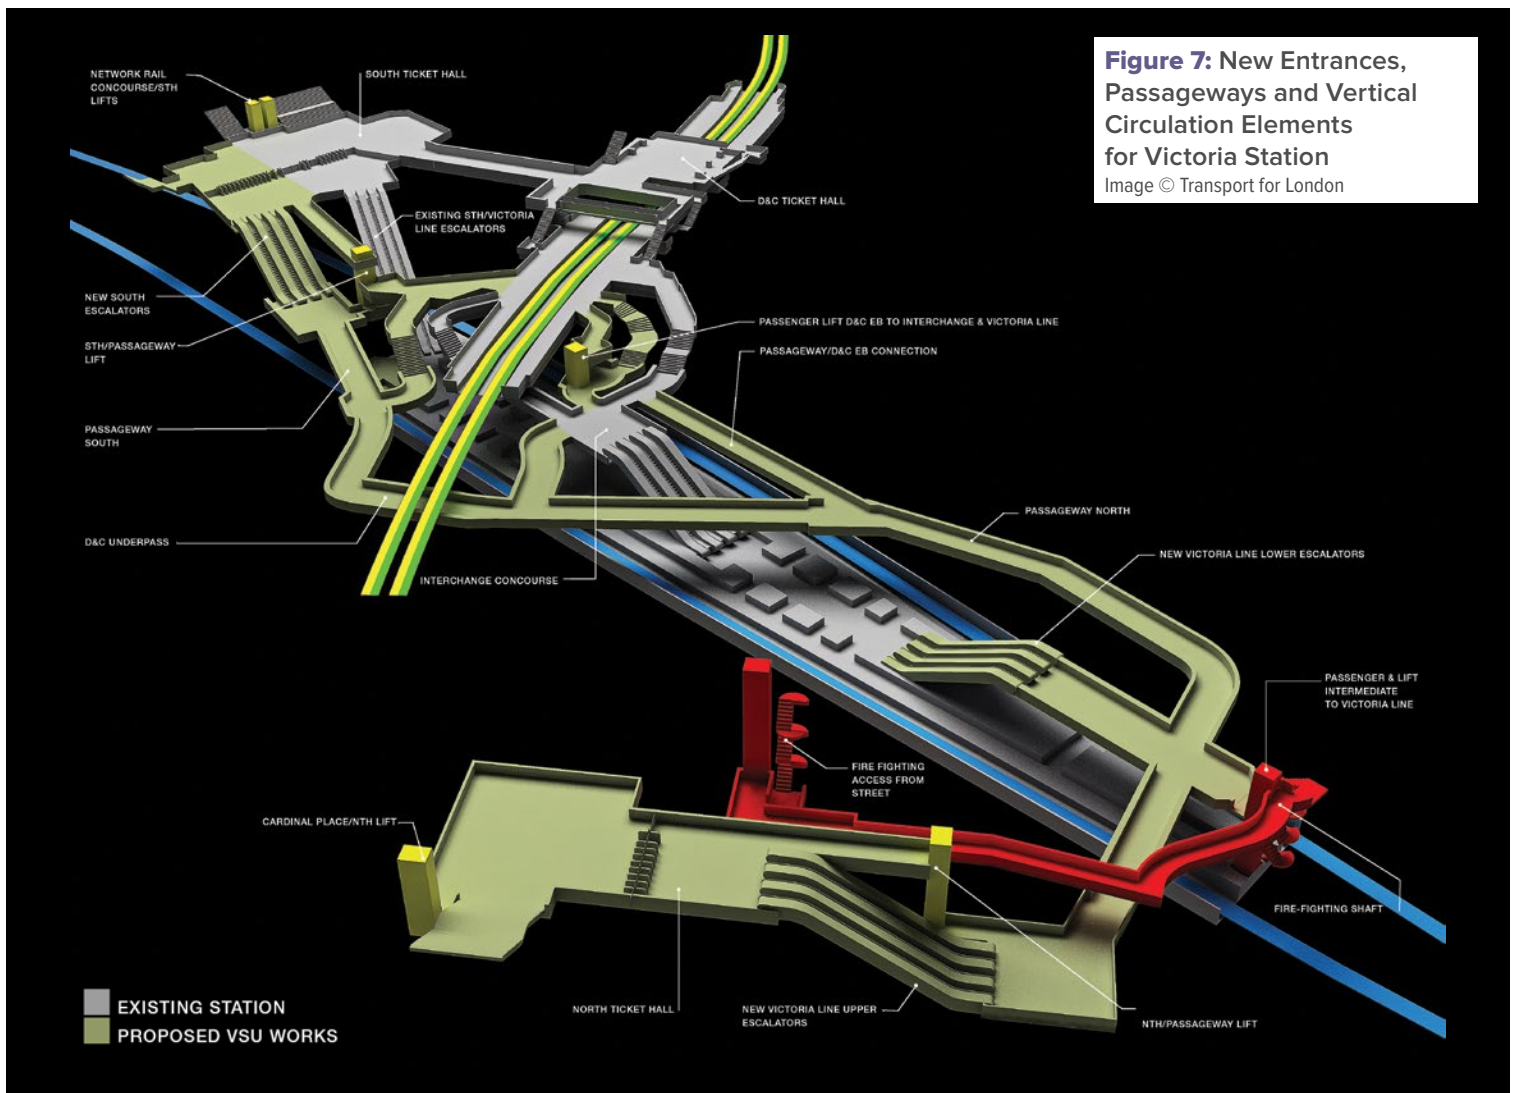 Figure 7: New Entrances,
Passageways and Vertical
Circulation Elements
for Victoria Station
Image © Transport for London
NETWORK RAIL
CONCOURSE/STH
LIFTS
SOUTH TICKET HALL
D&C TICKET HALL
EXISTING STH/VICTORIA
LINE ESCALATORS
NEW SOUTH
ESCALATORS
STH/PASSAGEWAY
LIFT
PASSENGER LIFT D&C EB TO INTERCHANGE & VICTORIA LINE
PASSAGEWAY/D&C EB CONNECTION
PASSAGEWAY
SOUTH
PASSAGEWAY NORTH
D&C UNDERPASS
NEW VICTORIA LINE LOWER ESCALATORS
INTERCHANGE CONCOURSE
PASSENGER & LIFT
INTERMEDIATE
TO VICTORIA LINE
FIRE FIGHTING
ACCESS FROM
STREET
CARDINAL PLACE/NTH LIFT
FIRE-FIGHTING SHAFT
NORTH TICKET HALL
NEW VICTORIA LINE UPPER
ESCALATORS
NTH/PASSAGEWAY LIFT
EXISTING STATION
PROPOSED VSU WORKS